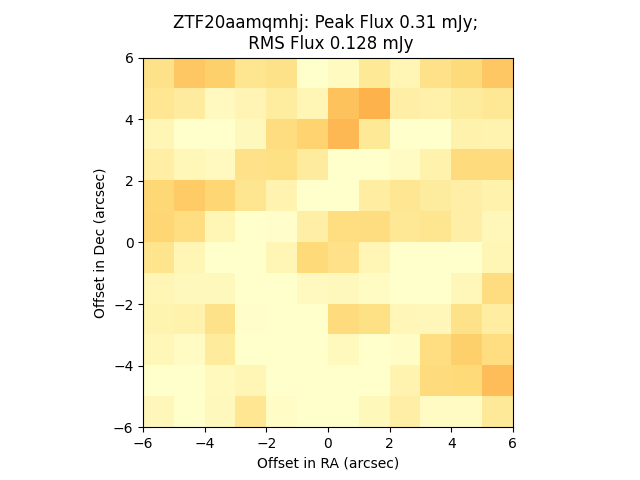 ZTF20aamqmhj: Peak Flux 0.31 mJy;
RMS Flux 0.128 mJy
6
4
2
0
−2
−4
−6
Offset in Dec (arcsec)
−6 −4 −2 0 2 4 6
Offset in RA (arcsec)